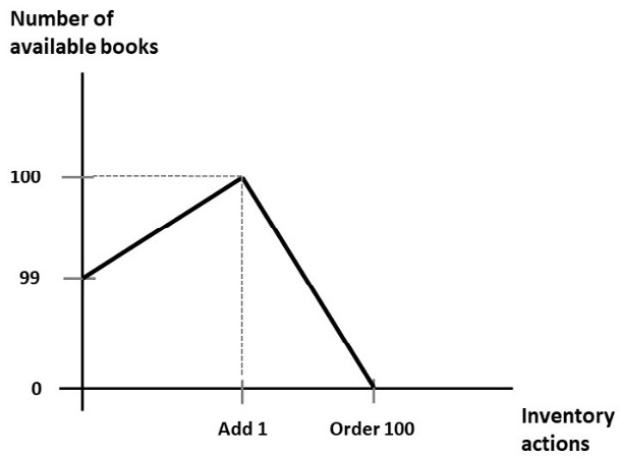 Number of
available books
100
99
0
Add 1
Order 100
Inventory
actions